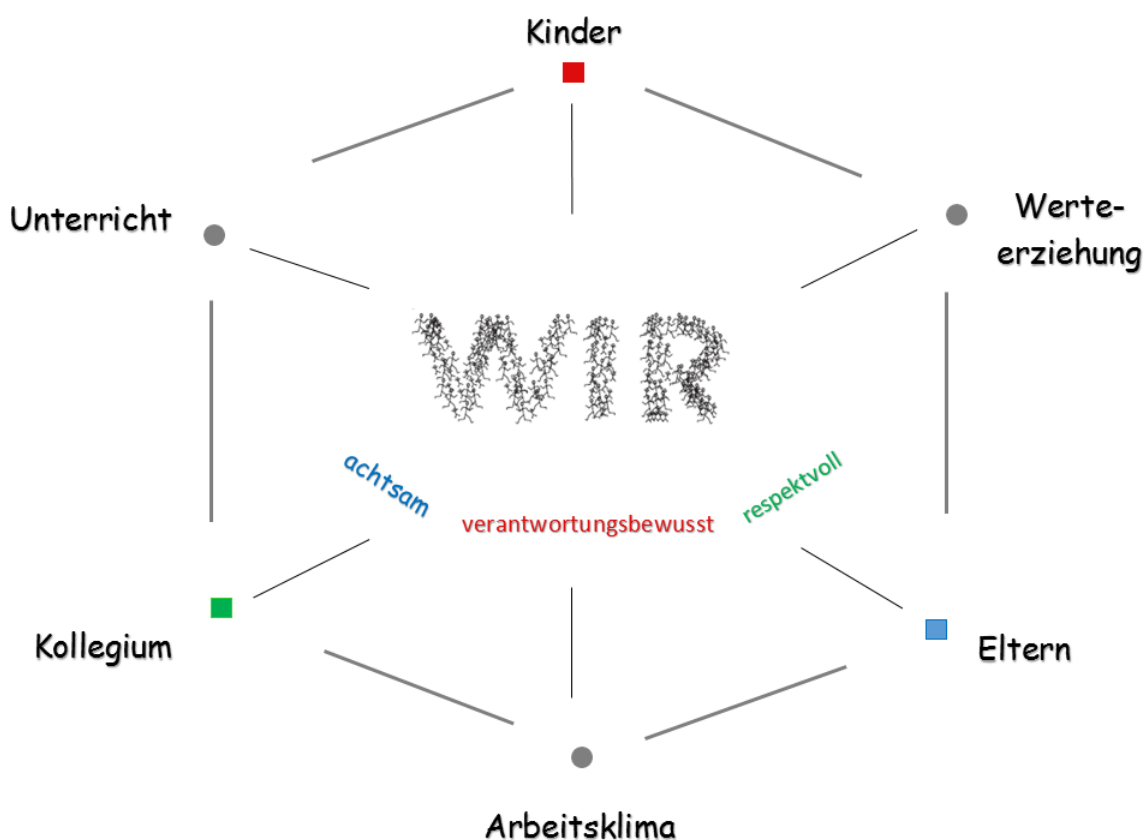 Kinder
Unterricht
Werte-
erziehung
WIR
achtsam
verantwortungsbewusst
respektvoll
Kollegium
Eltern
Arbeitsklima